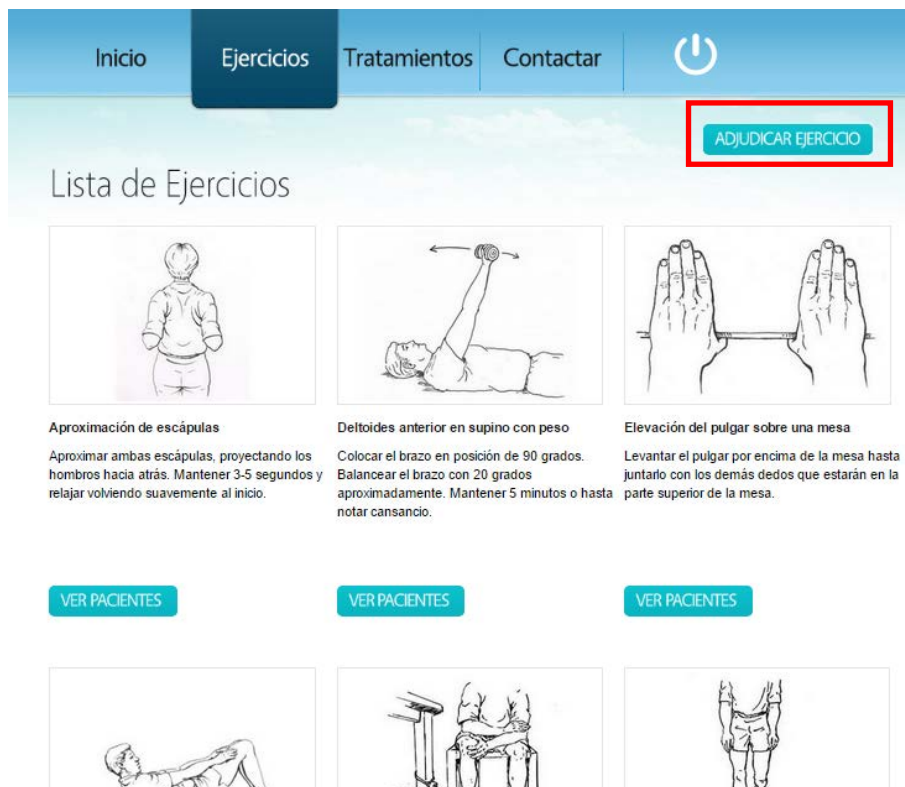 Inicio
Ejercicios
Tratamientos
Contactar
ADJUDICAR EJERCICIO
Lista de Ejercicios
Aproximación de escápulas
Aproximar ambas escápulas, proyectando los
hombros hacia atrás. Mantener 3-5 segundos y
relajar volviendo suavemente al inicio.
VER PACIENTES
Deltoides anterior en supino con peso
Colocar el brazo en posición de 90 grados.
Balancear el brazo con 20 grados
aproximadamente. Mantener 5 minutos o hasta
notar cansancio.
VER PACIENTES
Elevación del pulgar sobre una mesa
Levantar el pulgar por encima de la mesa hasta
juntarlo con los demás dedos que estarán en la
parte superior de la mesa.
VER PACIENTES